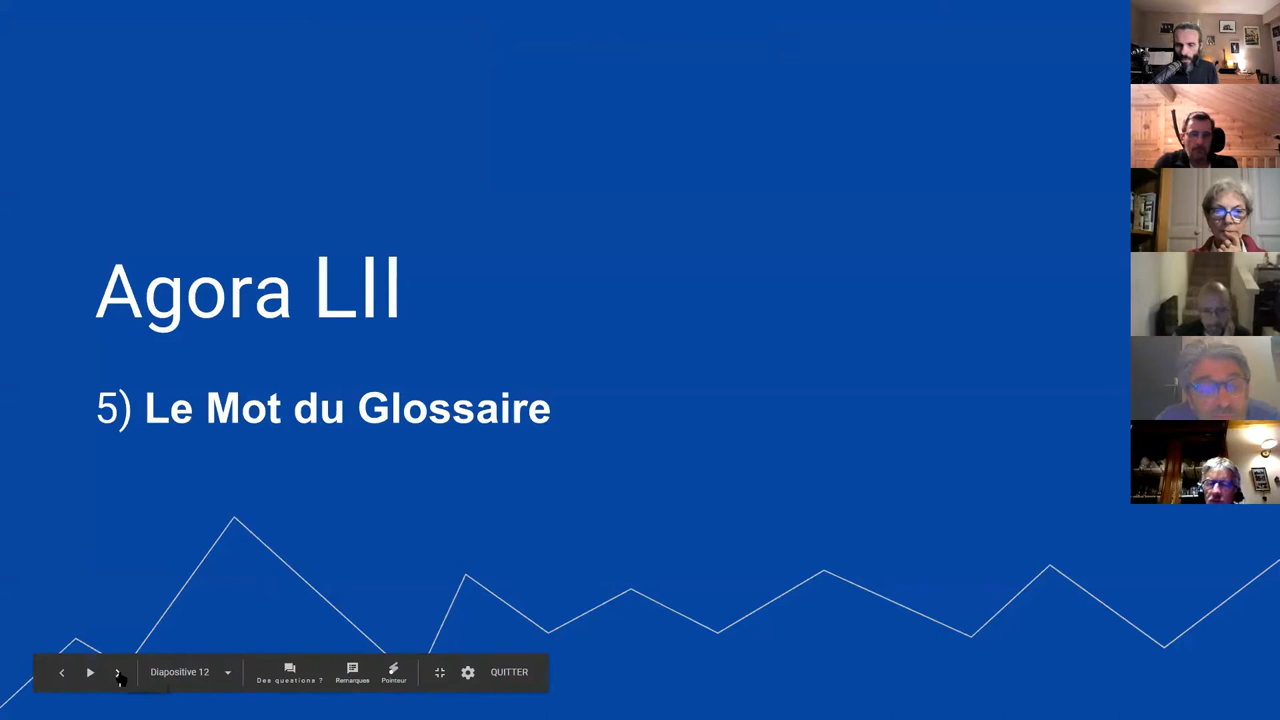 Agora LII
5) Le Mot du Glossaire
Diapositive 12
Des questions ?
Remarques
Pointeur
QUITTER